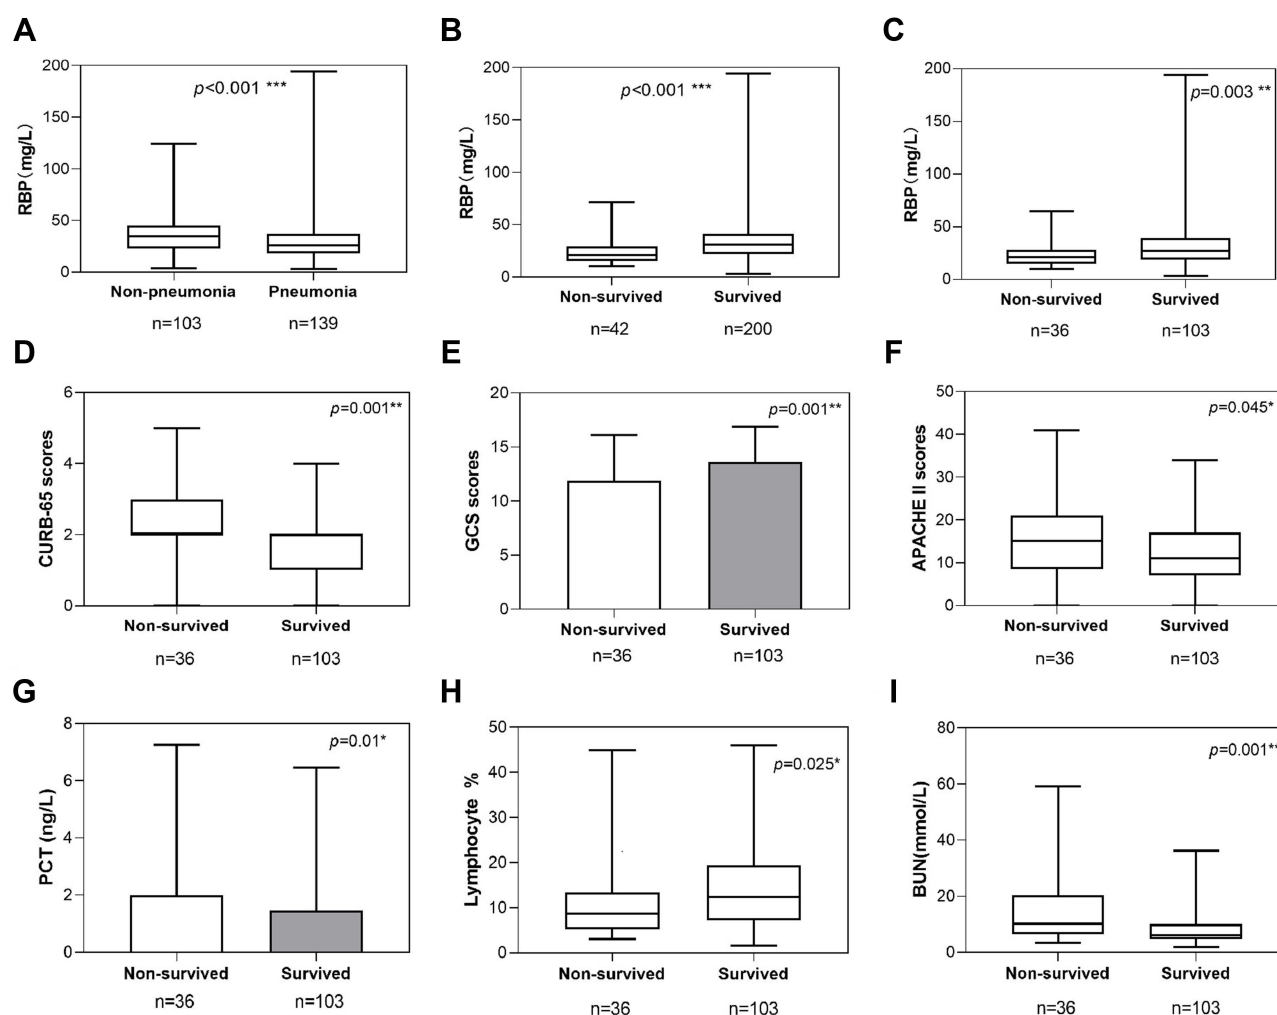 A
B
C
200
150
100
50
0
RBP(mg/L)
p<0.001 ***
Non-pneumonia
Pneumonia
n=103
n=139
200
150
100
50
0
RBP(mg/L)
p<0.001 ***
Non-survived
Survived
n=42
n=200
200
150
100
50
0
RBP(mg/L)
p=0.003 **
Non-survived
Survived
n=36
n=103
D
E
F
6
4
2
0
CURB-65 scores
p=0.001**
Non-survived
Survived
n=36
n=103
20
15
10
5
0
GCS scores
p=0.001**
Non-survived
Survived
n=36
n=103
50
40
30
20
10
0
APACHE II scores
p=0.045*
Non-survived
Survived
n=36
n=103
G
H
I
8
6
4
2
0
PCT (ng/L)
p=0.01*
Non-survived
Survived
n=36
n=103
50
40
30
20
10
0
Lymphocyte %
p=0.025*
Non-survived
Survived
n=36
n=103
80
60
40
20
0
BUN(mmol/L)
p=0.001**
Non-survived
Survived
n=36
n=103